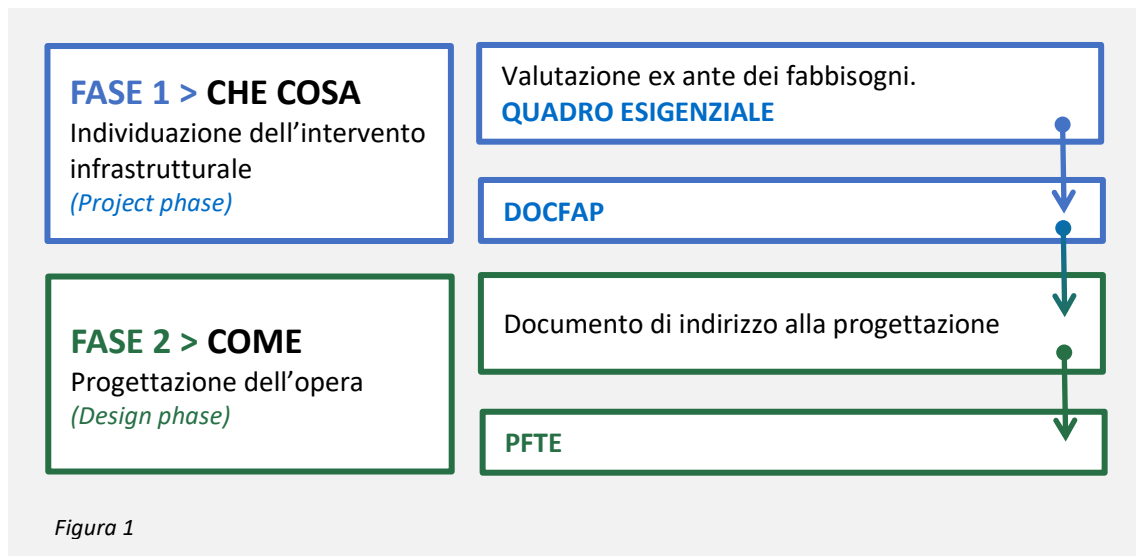 FASE 1 > CHE COSA
Individuazione dell’intervento
infrastrutturale
(Project phase)
Valutazione ex ante dei fabbisogni.
QUADRO ESIGENZIALE
DOCFAP
FASE 2 > COME
Progettazione dell’opera
(Design phase)
Documento di indirizzo alla progettazione
PFTE
Figura 1